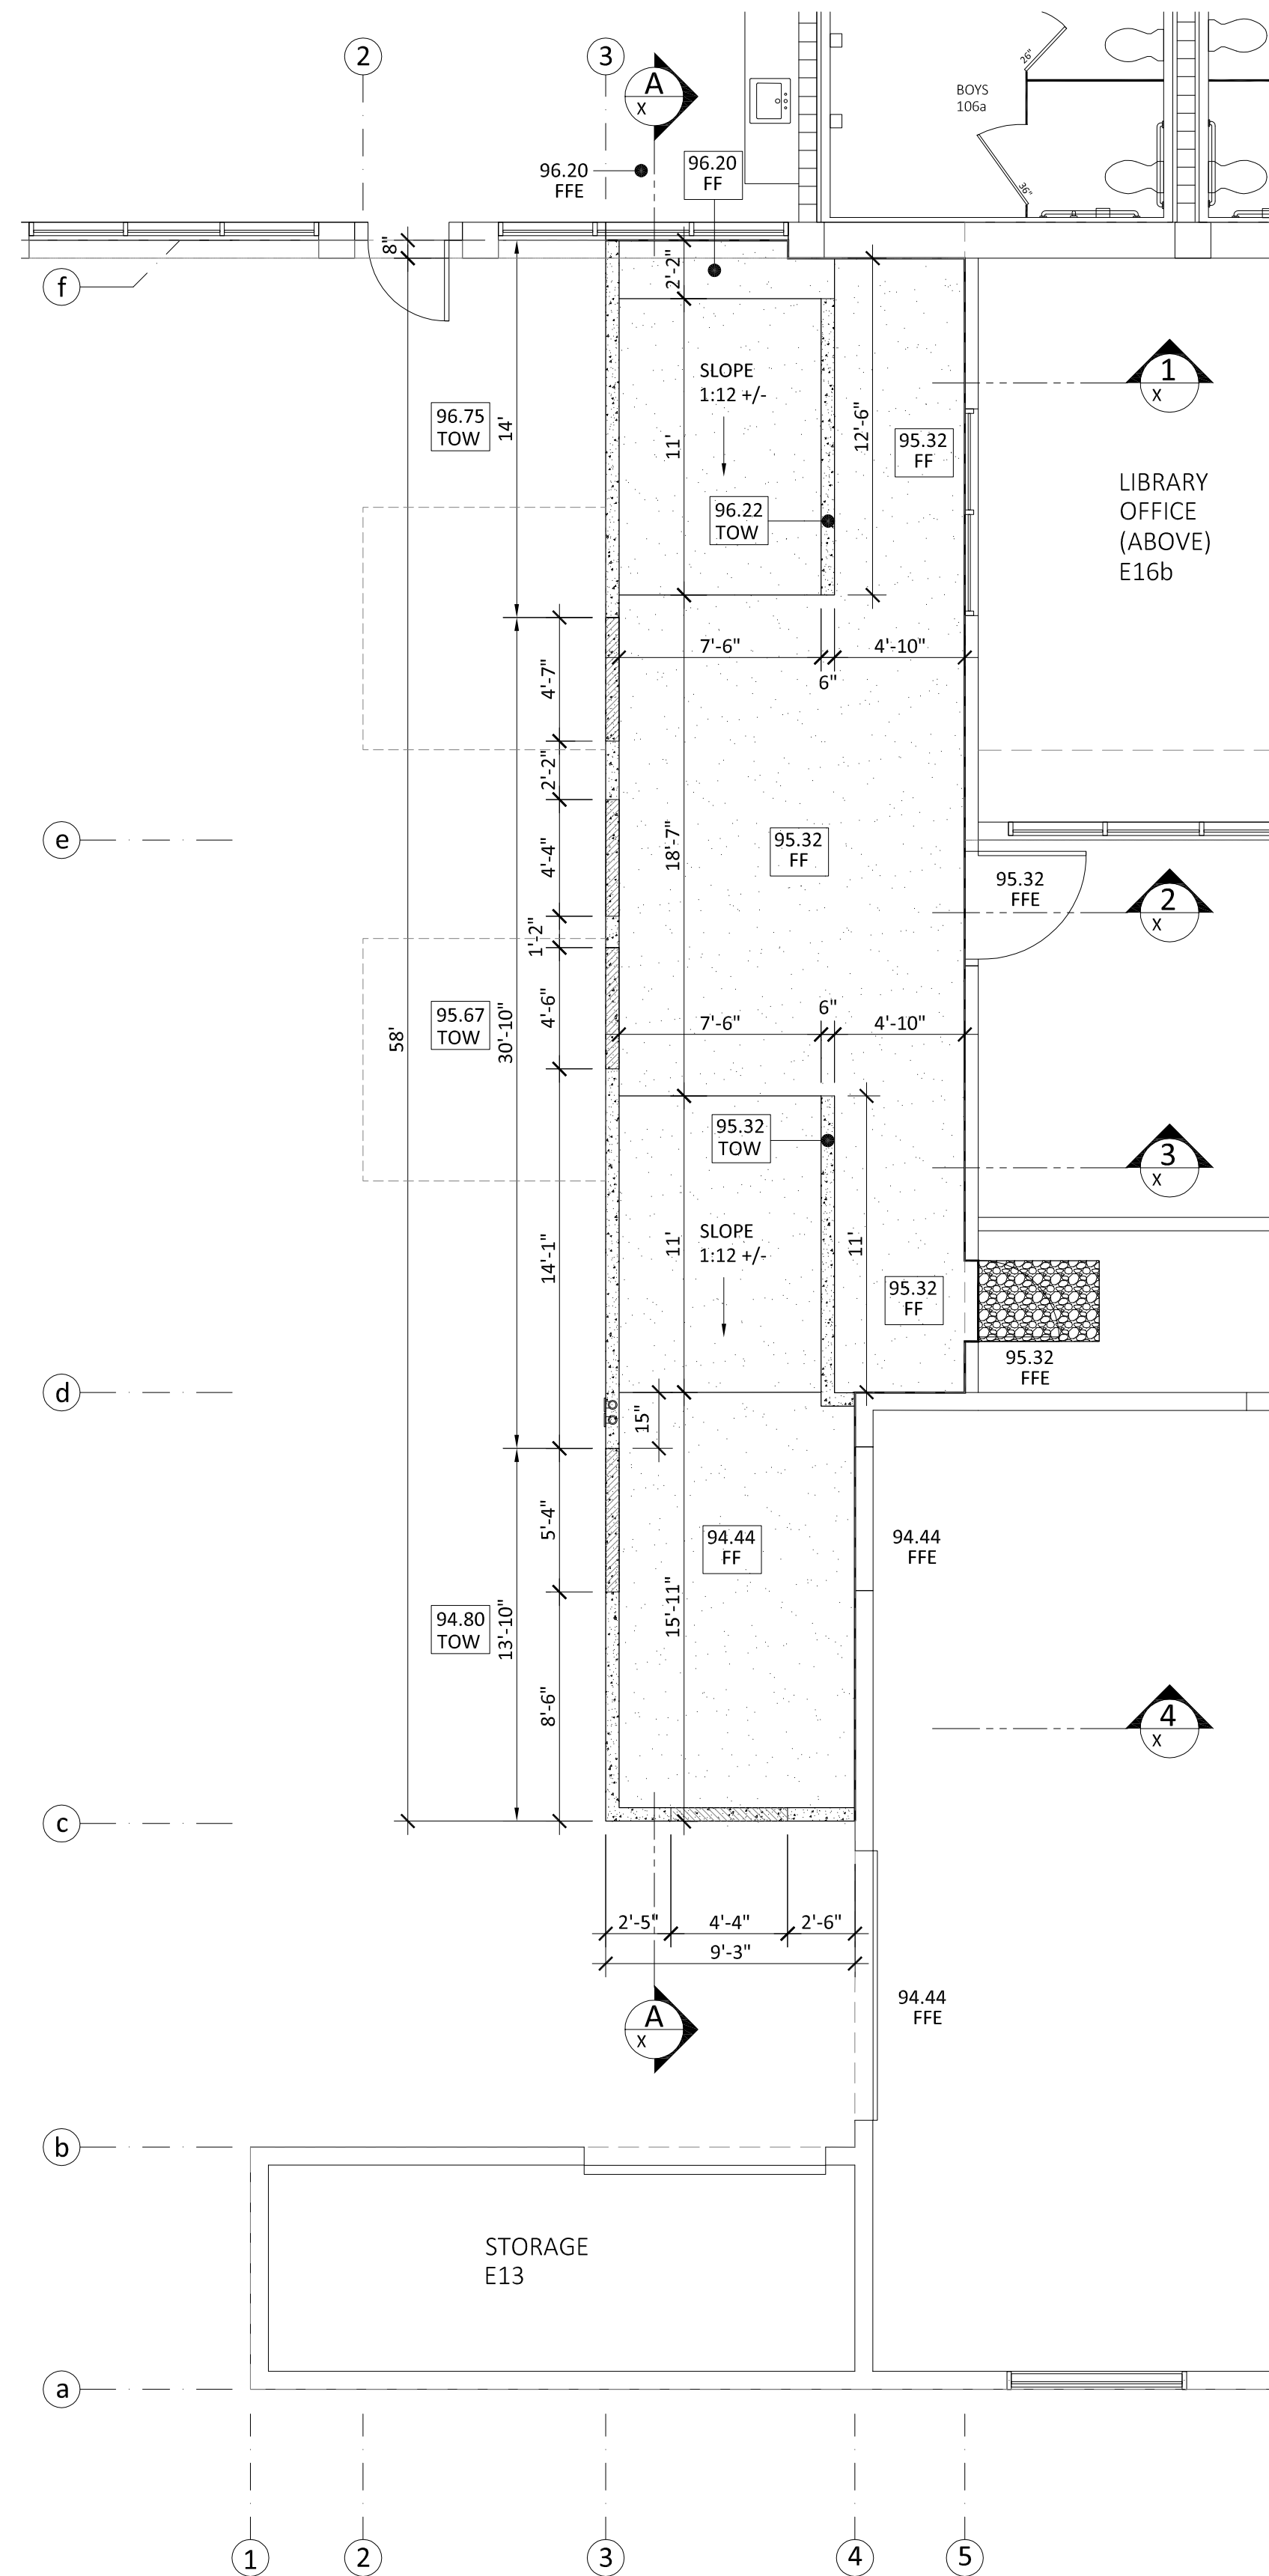 2
3
A
X
26"
BOYS
106a
36"
96.20
FFE
96.20
FF
f
8"
2'-2"
1
X
SLOPE
1:12 +/-
96.75
TOW
14'
11'
12'-6"
95.32
FF
96.22
TOW
LIBRARY
OFFICE
(ABOVE)
E16b
7'-6"
4'-10"
6"
4'-7"
2'-2"
e
4'-4"
18'-7"
95.32
FF
95.32
FFE
2
X
1'-2"
4'-6"
95.67
TOW
58'
30'-10"
7'-6"
6"
4'-10"
95.32
TOW
3
X
14'-1"
11'
SLOPE
1:12 +/-
11'
95.32
FF
95.32
FFE
d
15"
5'-4"
94.44
FF
94.44
FFE
94.80
TOW
13'-10"
15'-11"
8'-6"
4
X
c
2'-5"
4'-4"
2'-6"
9'-3"
94.44
FFE
A
X
b
STORAGE
E13
a
1
2
3
4
5